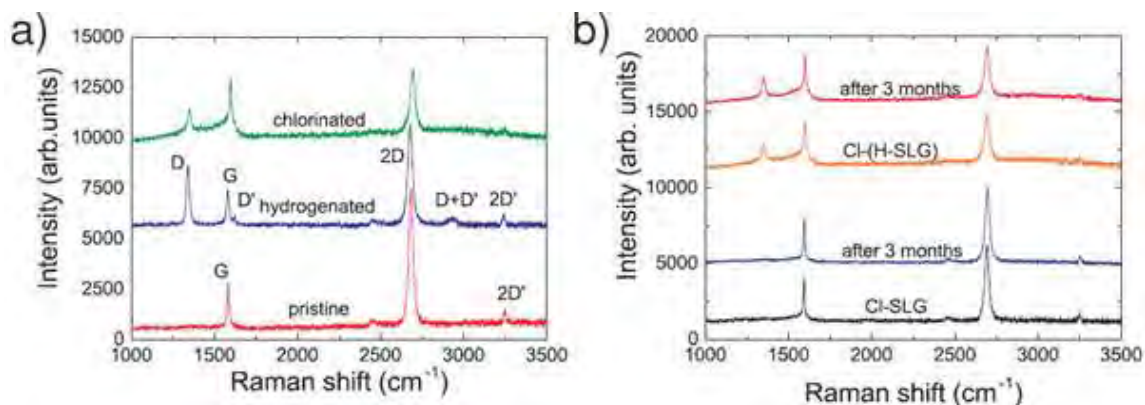 a)
15000
12500
10000
7500
5000
2500
0
Intensity (arb.units)
chlorinated
D
G
D'
hydrogenated
2D
D+D'
2D'
G
pristine
2D'
1000 1500 2000 2500 3000 3500
Raman shift (cm⁻¹)
b)
20000
15000
10000
5000
0
Intensity (arb. units)
after 3 months
Cl-(H-SLG)
after 3 months
Cl-SLG
1000 1500 2000 2500 3000 3500
Raman shift (cm⁻¹)